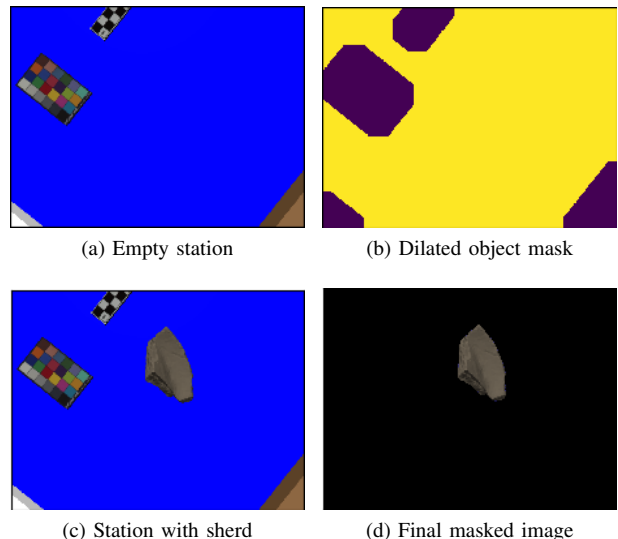 (a) Empty station
(b) Dilated object mask
(c) Station with sherd
(d) Final masked image